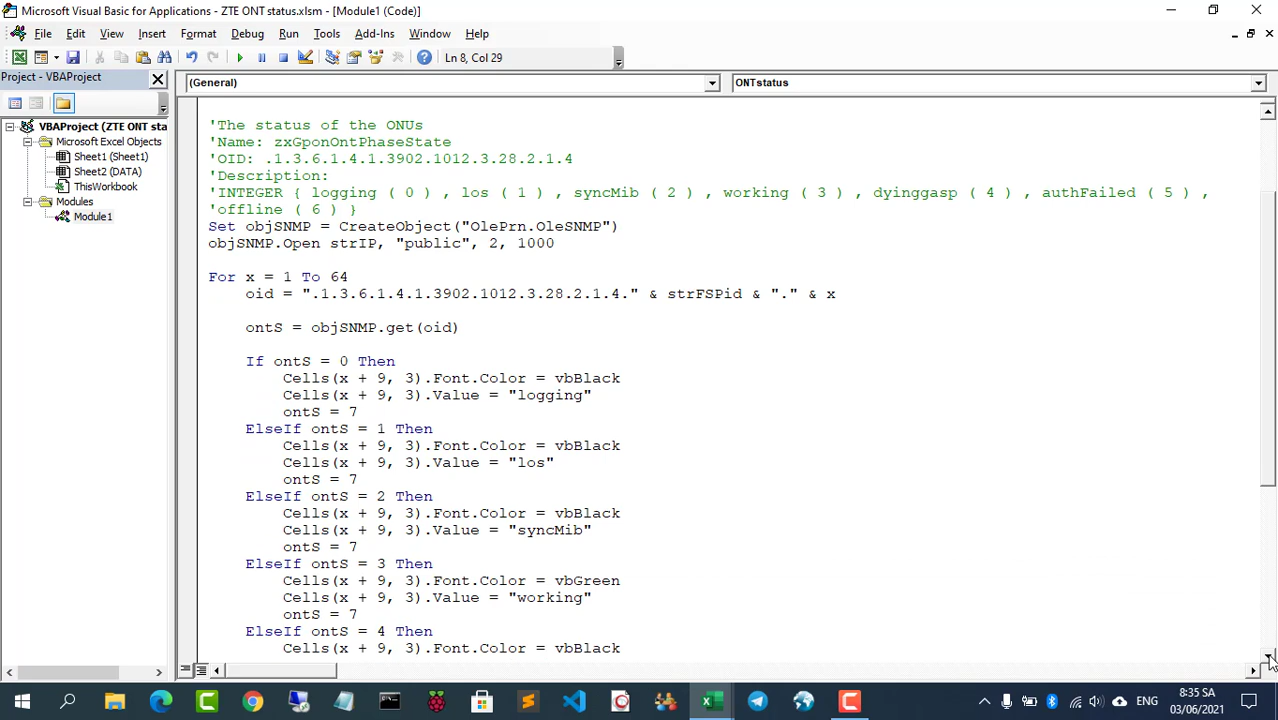 Microsoft Visual Basic for Applications - ZTE ONT status.xlsm - [Module1 (Code)]
File Edit View Insert Format Debug Run Tools Add-Ins Window Help
Ln 8, Col 29
Project - VBAProject
(General)
ONTstatus
VBAProject (ZTE ONT sta
Microsoft Excel Objects
Sheet1 (Sheet1)
Sheet2 (DATA)
ThisWorkbook
Modules
Module1
'The status of the ONUs
'Name: zxGponOntPhaseState
'OID: .1.3.6.1.4.1.3902.1012.3.28.2.1.4
'Description:
'INTEGER { logging ( 0 ) , los ( 1 ) , syncMib ( 2 ) , working ( 3 ) , dyinggasp ( 4 ) , authFailed ( 5 ) ,
'offline ( 6 ) }
Set objSNMP = CreateObject("OlePrn.OleSNMP")
objSNMP.Open strIP, "public", 2, 1000
For x = 1 To 64
oid = ".1.3.6.1.4.1.3902.1012.3.28.2.1.4." & strFSPid & "." & x
ontS = objSNMP.get(oid)
If ontS = 0 Then
Cells(x + 9, 3).Font.Color = vbBlack
Cells(x + 9, 3).Value = "logging"
ontS = 7
ElseIf ontS = 1 Then
Cells(x + 9, 3).Font.Color = vbBlack
Cells(x + 9, 3).Value = "los"
ontS = 7
ElseIf ontS = 2 Then
Cells(x + 9, 3).Font.Color = vbBlack
Cells(x + 9, 3).Value = "syncMib"
ontS = 7
ElseIf ontS = 3 Then
Cells(x + 9, 3).Font.Color = vbGreen
Cells(x + 9, 3).Value = "working"
ontS = 7
ElseIf ontS = 4 Then
Cells(x + 9, 3).Font.Color = vbBlack
ENG
8:35 SA
03/06/2021